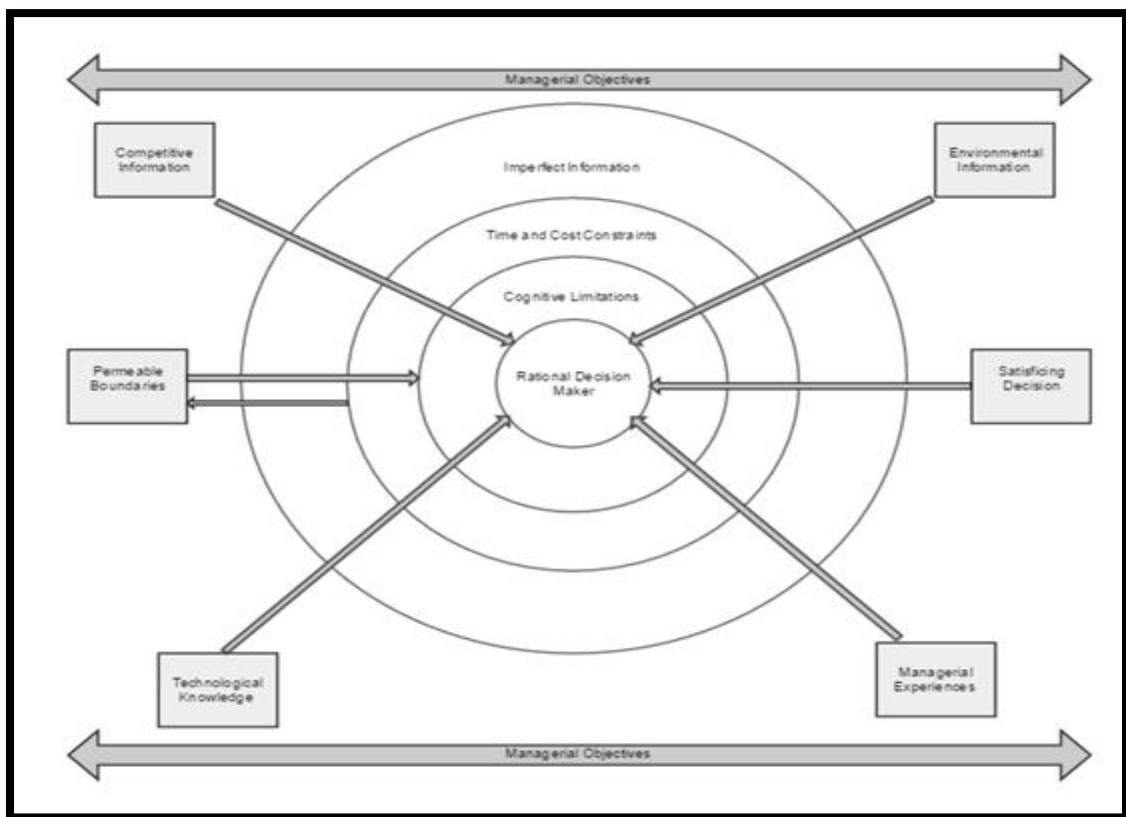 Managerial Objectives
Competitive
Information
Environmental
Information
Imperfect Information
Time and Cost Constraints
Cognitive Limitations
Permeable
Boundaries
Rational Decision
Maker
Satisficing
Decision
Technological
Knowledge
Managerial
Experiences
Managerial Objectives